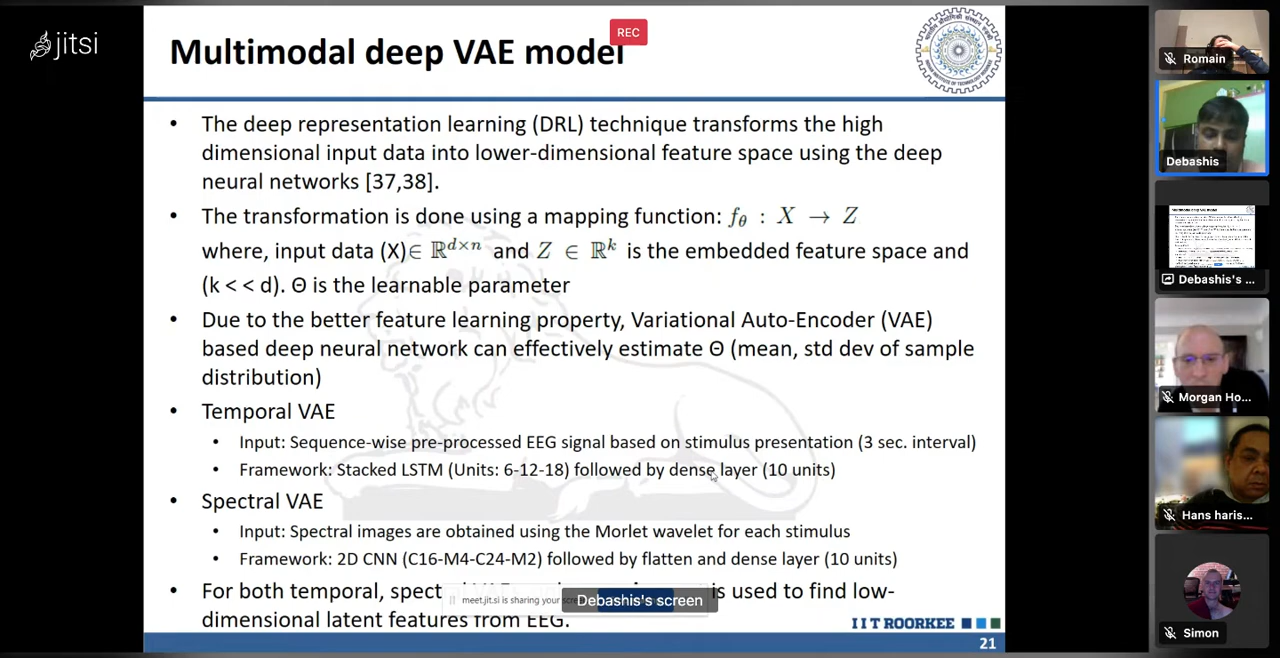 jitsi
REC
Multimodal deep VAE model
• The deep representation learning (DRL) technique transforms the high
dimensional input data into lower-dimensional feature space using the deep
neural networks [37,38].
• The transformation is done using a mapping function: f_θ : X → Z
where, input data (X)∈ ℝ^{d×n} and Z ∈ ℝ^k is the embedded feature space and
(k < < d). Θ is the learnable parameter
• Due to the better feature learning property, Variational Auto-Encoder (VAE)
based deep neural network can effectively estimate Θ (mean, std dev of sample
distribution)
• Temporal VAE
• Input: Sequence-wise pre-processed EEG signal based on stimulus presentation (3 sec. interval)
• Framework: Stacked LSTM (Units: 6-12-18) followed by dense layer (10 units)
• Spectral VAE
• Input: Spectral images are obtained using the Morlet wavelet for each stimulus
• Framework: 2D CNN (C16-M4-C24-M2) followed by flatten and dense layer (10 units)
• For both temporal, spect is used to find low-
meet.jit.si is sharing your
Debashis's screen
dimensional latent features from EEG.
IIT ROORKEE
21
Romain
Debashis
Debashis's ...
Morgan Ho...
Hans haris...
Simon